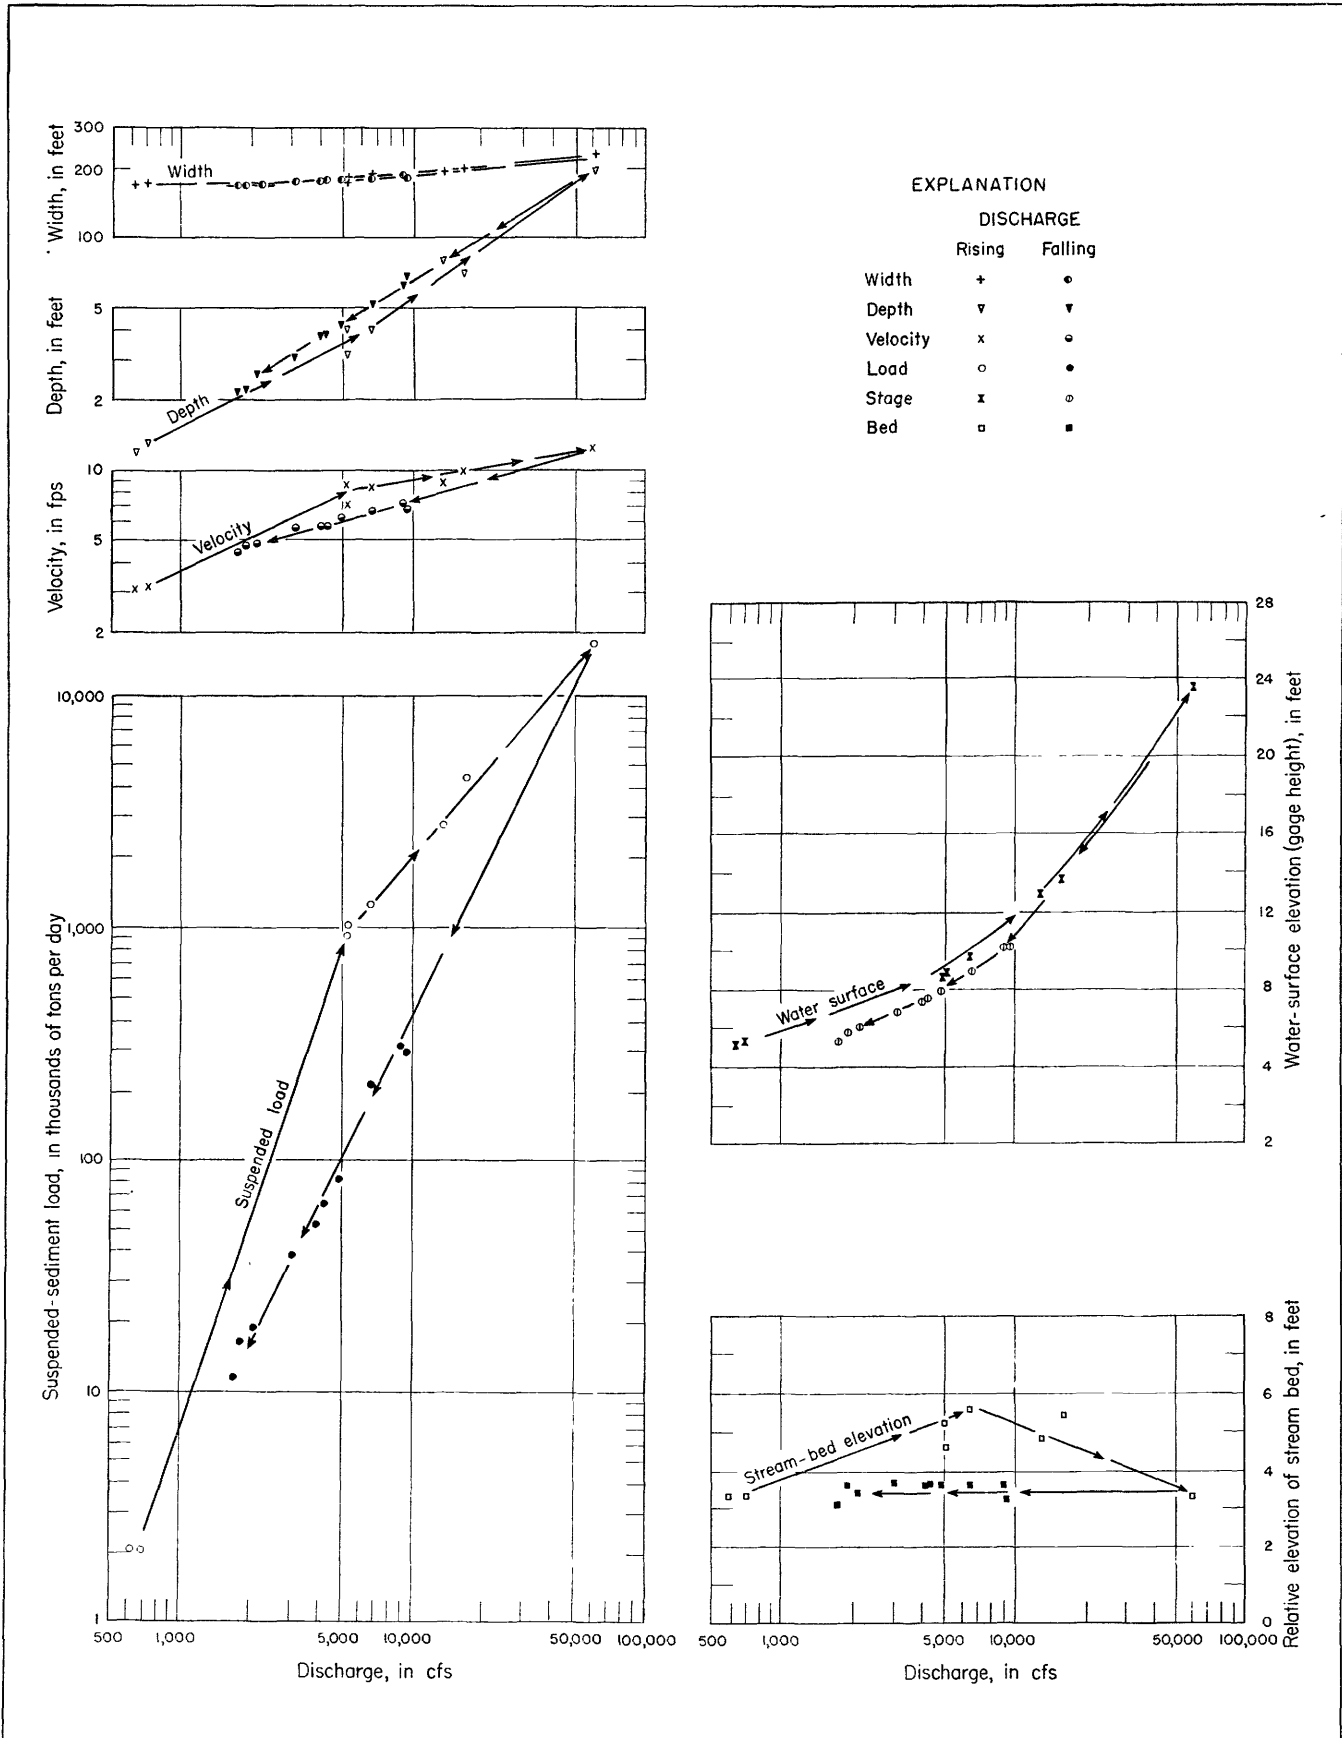 300
200
100
Width, in feet
Width
5
2
Depth, in feet
Depth
10
5
2
Velocity, in fps
Velocity
10,000
1,000
100
10
1
Suspended-sediment load, in thousands of tons per day
Suspended load
500 1,000 5,000 10,000 50,000 100,000
Discharge, in cfs
EXPLANATION
DISCHARGE
Rising Falling
Width
Depth
Velocity
Load
Stage
Bed
28
24
20
16
12
8
4
2
Water-surface elevation (gage height), in feet
Water surface
8
6
4
2
0
Relative elevation of stream bed, in feet
Stream-bed elevation
500 1,000 5,000 10,000 50,000 100,000
Discharge, in cfs